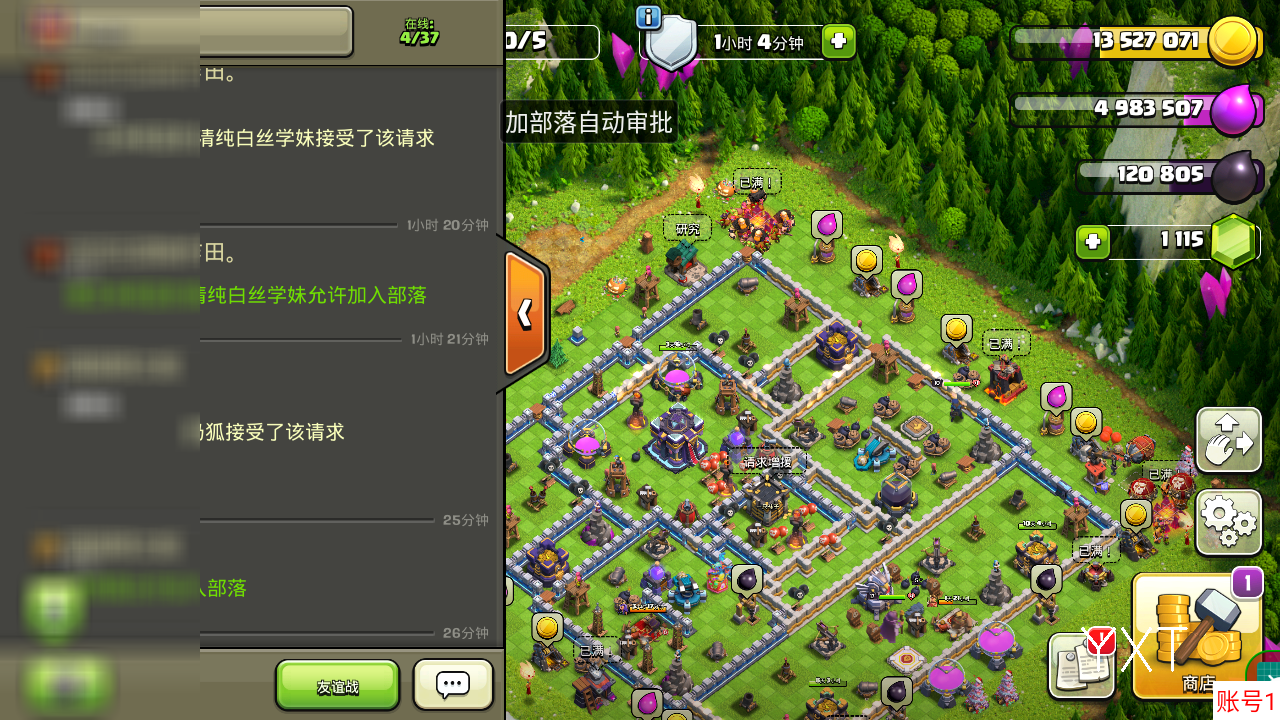 在线:
4/37
田。
清纯白丝学妹接受了该请求
1小时 20分钟
田。
清纯白丝学妹允许加入部落
1小时 21分钟
狐接受了该请求
25分钟
入部落
26分钟
友谊战
0/5
1小时 4分钟
加部落自动审批
13 527 071
4 983 507
120 805
1 115
已满！
研究
已满！
请求增援
已满
已满！
已满！
1
商店
YXT
账号1